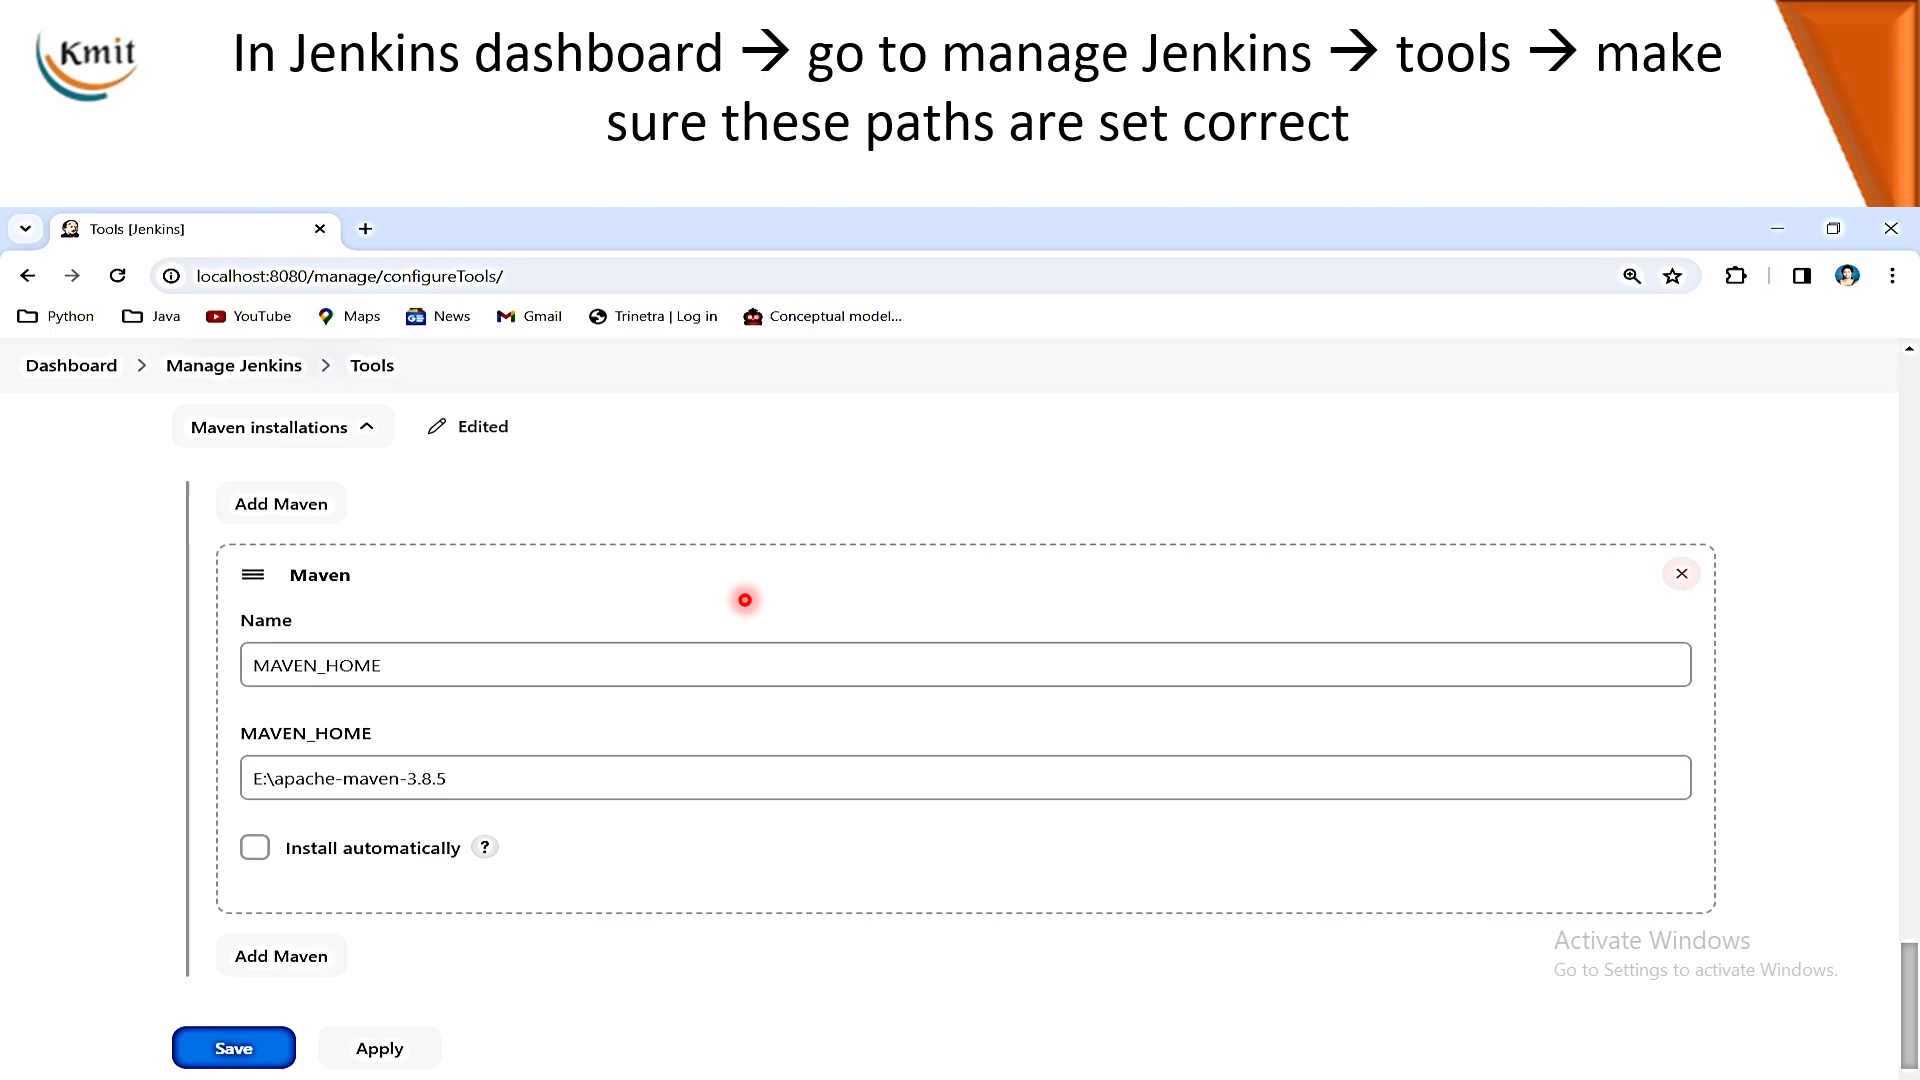 Kmit
In Jenkins dashboard → go to manage Jenkins → tools → make
sure these paths are set correct
Tools [Jenkins]
localhost:8080/manage/configureTools/
Python
Java
YouTube
Maps
News
Gmail
Trinetra | Log in
Conceptual model...
Dashboard > Manage Jenkins > Tools
Maven installations
Edited
Add Maven
Maven
Name
MAVEN_HOME
MAVEN_HOME
E:\apache-maven-3.8.5
Install automatically ?
Add Maven
Activate Windows
Go to Settings to activate Windows.
Save
Apply